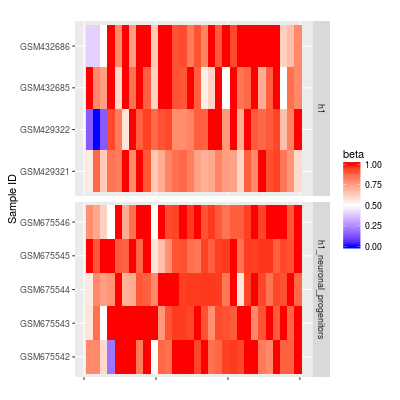 GSM432686
GSM432685
GSM429322
GSM429321
h1
GSM675546
GSM675545
GSM675544
GSM675543
GSM675542
h1_neuronal_progenitors
Sample ID
beta
1.00
0.75
0.50
0.25
0.00